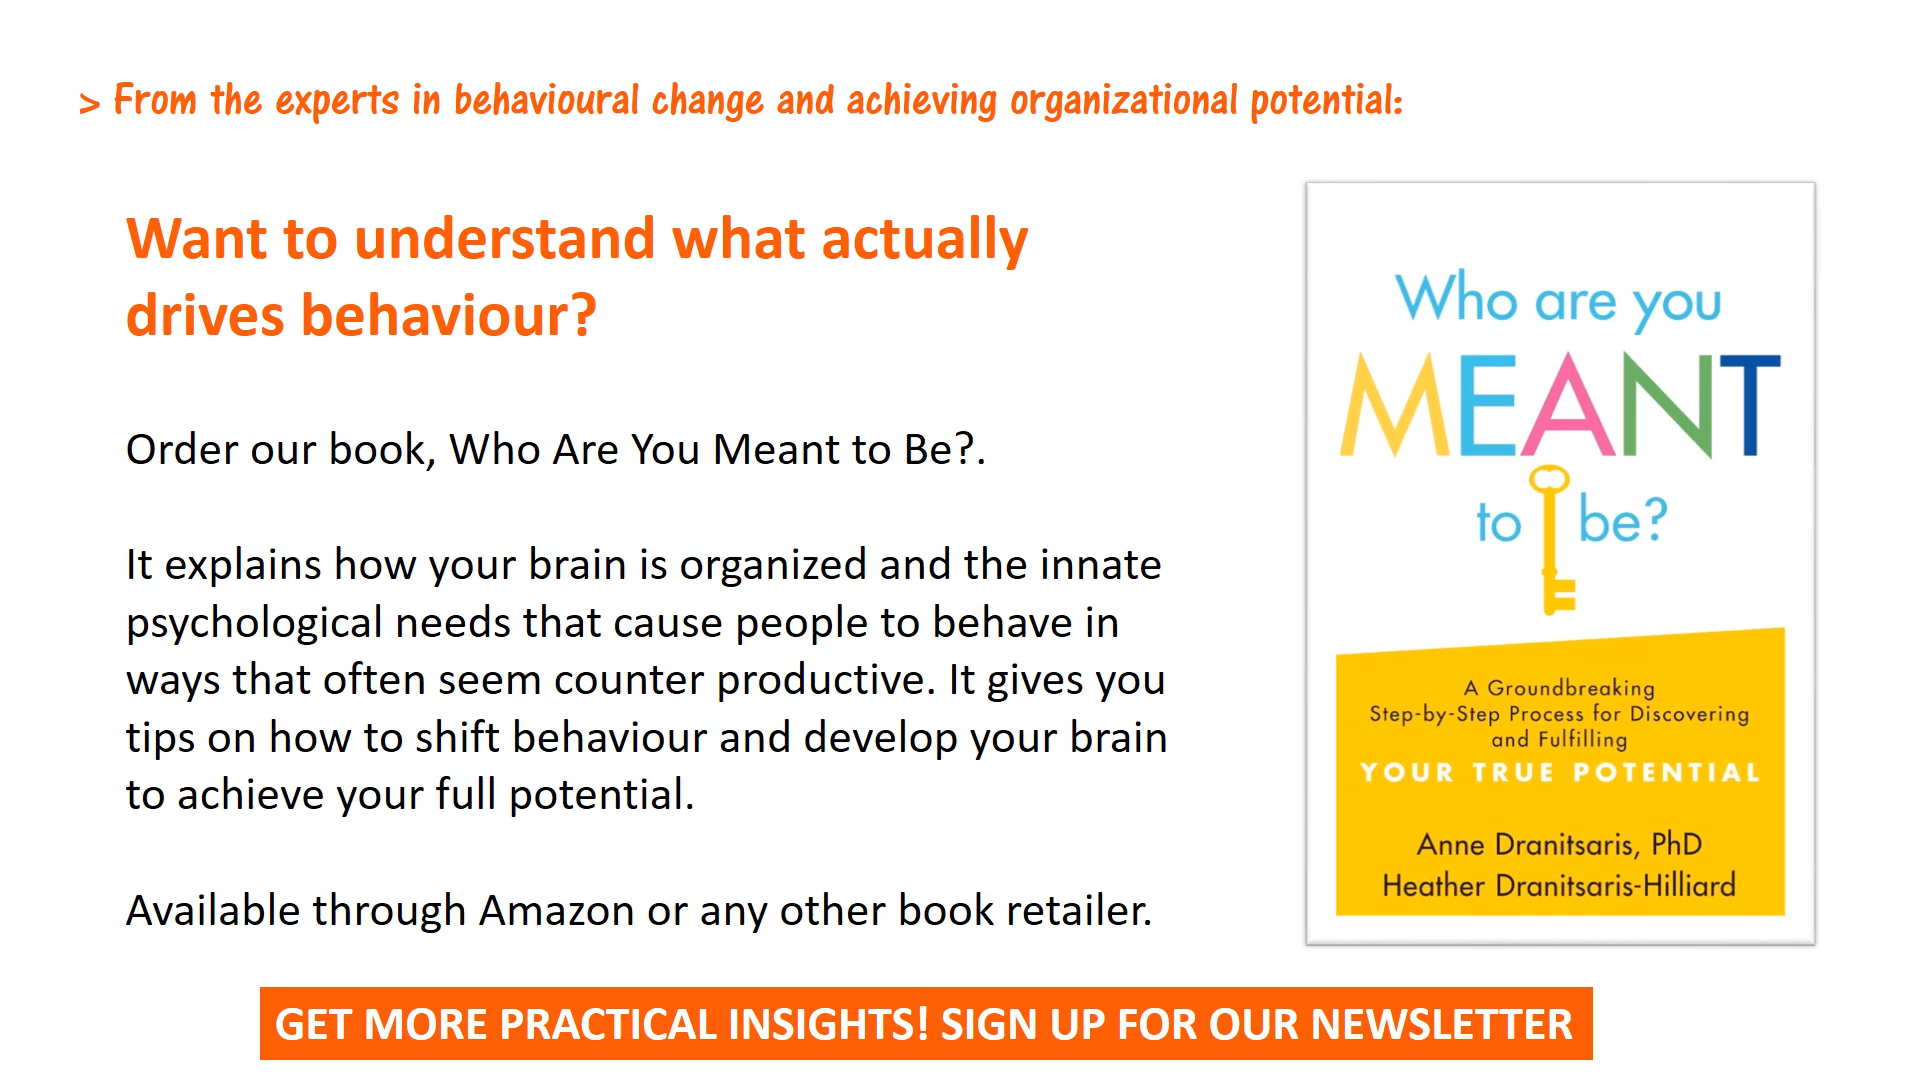 > From the experts in behavioural change and achieving organizational potential:
Want to understand what actually
drives behaviour?
Order our book, Who Are You Meant to Be?.
It explains how your brain is organized and the innate
psychological needs that cause people to behave in
ways that often seem counter productive. It gives you
tips on how to shift behaviour and develop your brain
to achieve your full potential.
Available through Amazon or any other book retailer.
Who are you
MEANT
to be?
A Groundbreaking
Step-by-Step Process for Discovering
and Fulfilling
YOUR TRUE POTENTIAL
Anne Dranitsaris, PhD
Heather Dranitsaris-Hilliard
GET MORE PRACTICAL INSIGHTS! SIGN UP FOR OUR NEWSLETTER